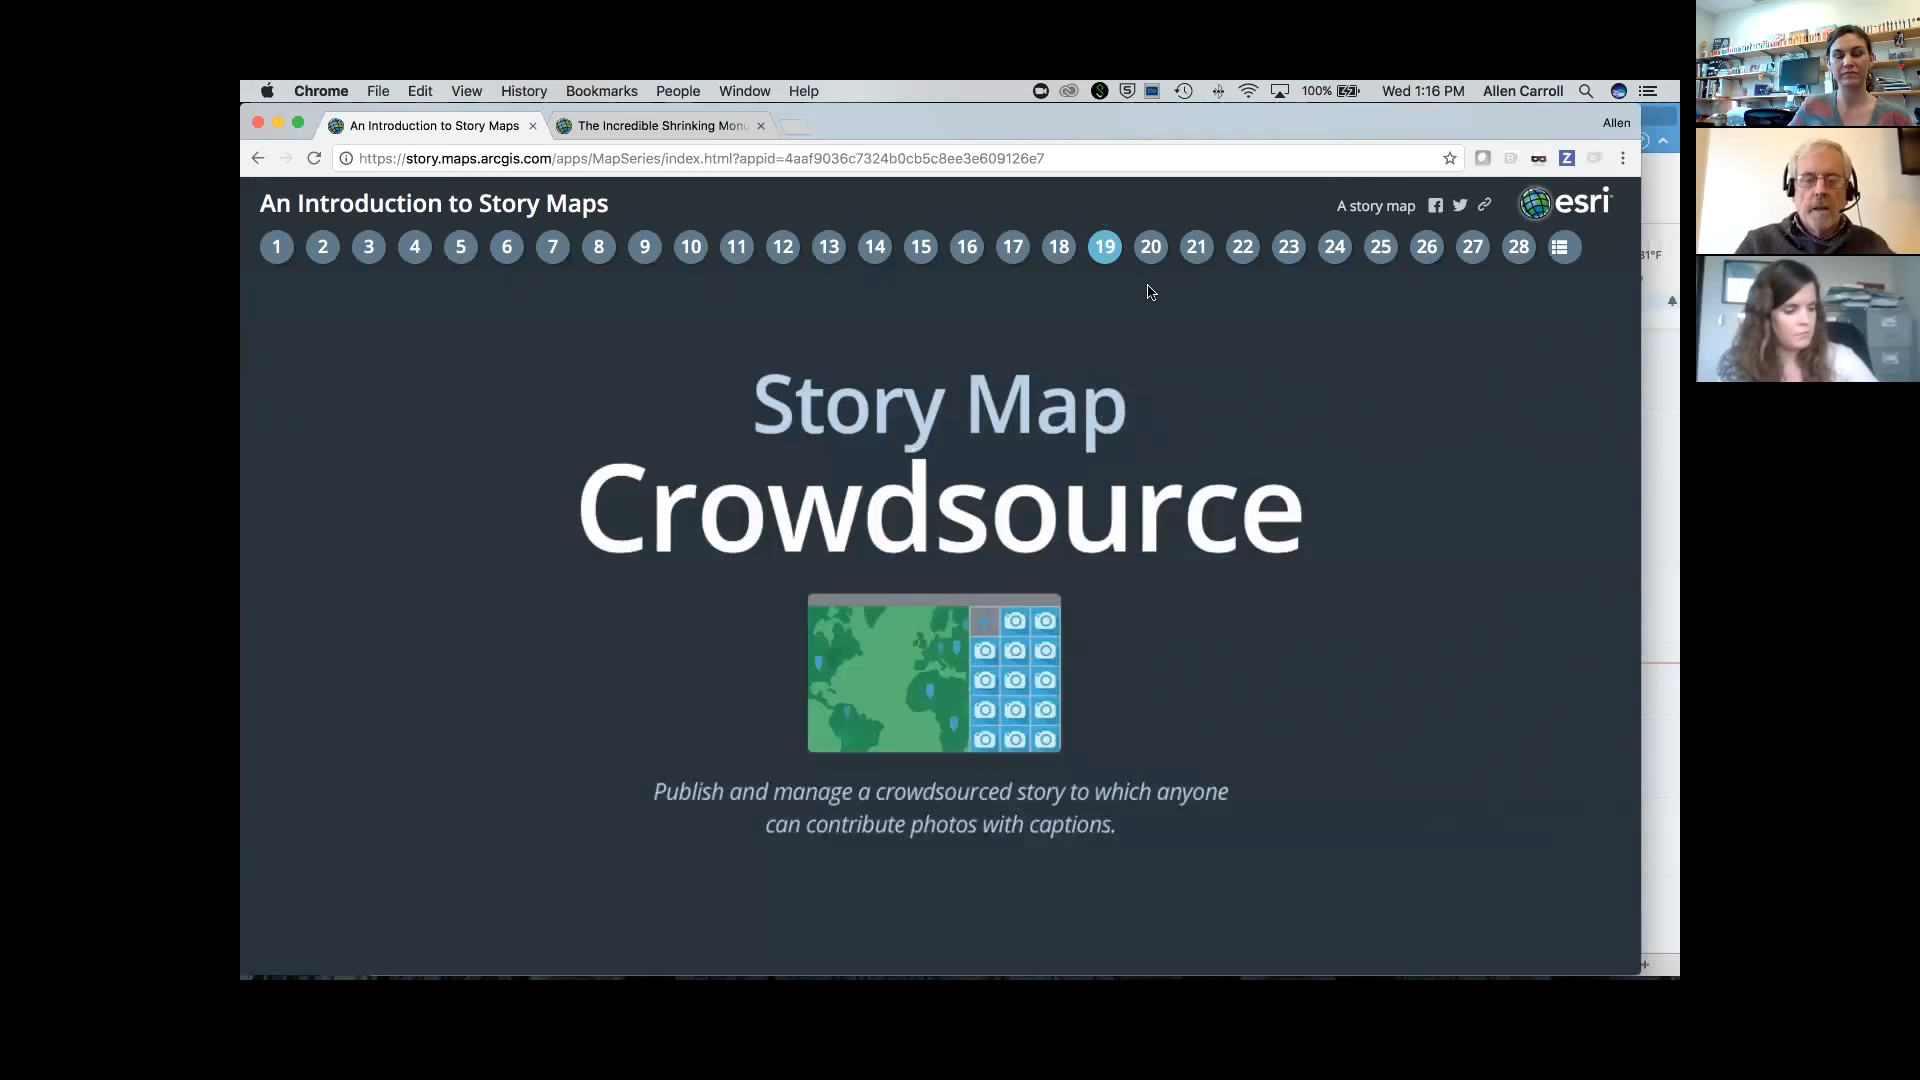 Chrome File Edit View History Bookmarks People Window Help
100% Wed 1:16 PM Allen Carroll
An Introduction to Story Maps
The Incredible Shrinking Monu
Allen
https://story.maps.arcgis.com/apps/MapSeries/index.html?appid=4aaf9036c7324b0cb5c8ee3e609126e7
Z
An Introduction to Story Maps
A story map
esri
1 2 3 4 5 6 7 8 9 10 11 12 13 14 15 16 17 18 19 20 21 22 23 24 25 26 27 28
Story Map
Crowdsource
Publish and manage a crowdsourced story to which anyone
can contribute photos with captions.